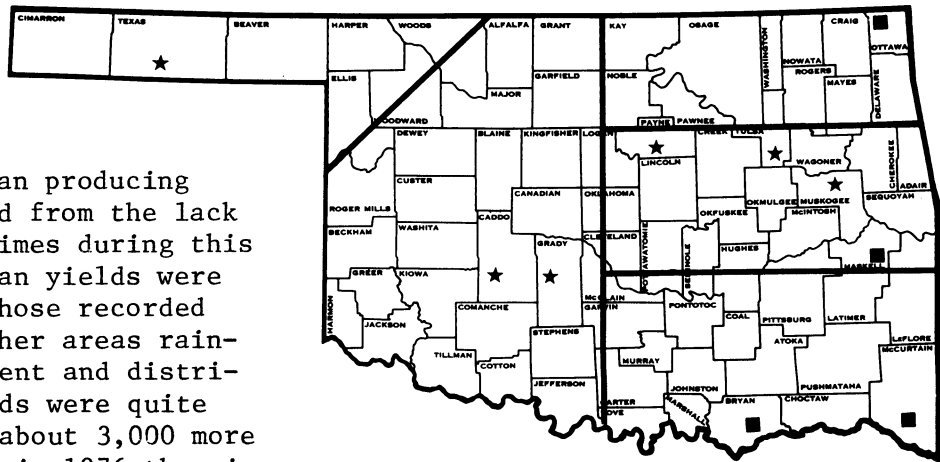 CIMARRON TEXAS BEAVER HARPER WOODS ALFALFA GRANT KAY OSAGE CRAIG
WASHINGTON
OTTAWA
NOWATA
ROGERS
ELLIS GARFIELD NOBLE MAYES
DELAWARE
MAJOR
WOODWARD PAYNE PAWNEE
DEWEY BLAINE KINGFISHER LOGAN CREEK TULSA
LINCOLN WAGONER
CHEROKEE
CUSTER CANADIAN OKLAHOMA ADAIR
SEQUOYAH
ROGER MILLS CADDO OKMULGEE MUSKOGEE
OKFUSKEE McINTOSH
BECKHAM WASHITA GRADY CLEVELAND
POTTAWATOMIE
SEMINOLE
HUGHES
HASKELL
GREER KIOWA
McCLAIN
HARMON COMANCHE GARVIN PONTOTOC
COAL PITTSBURG LATIMER
JACKSON STEPHENS ATOKA LeFLORE
McCURTAIN
TILLMAN COTTON MURRAY
JEFFERSON JOHNSTON PUSHMATAHA
CARTER MARSHALL BRYAN CHOCTAW
LOVE
an producing
d from the lack
imes during this
an yields were
hose recorded
her areas rain-
ent and distri-
ds were quite
about 3,000 more